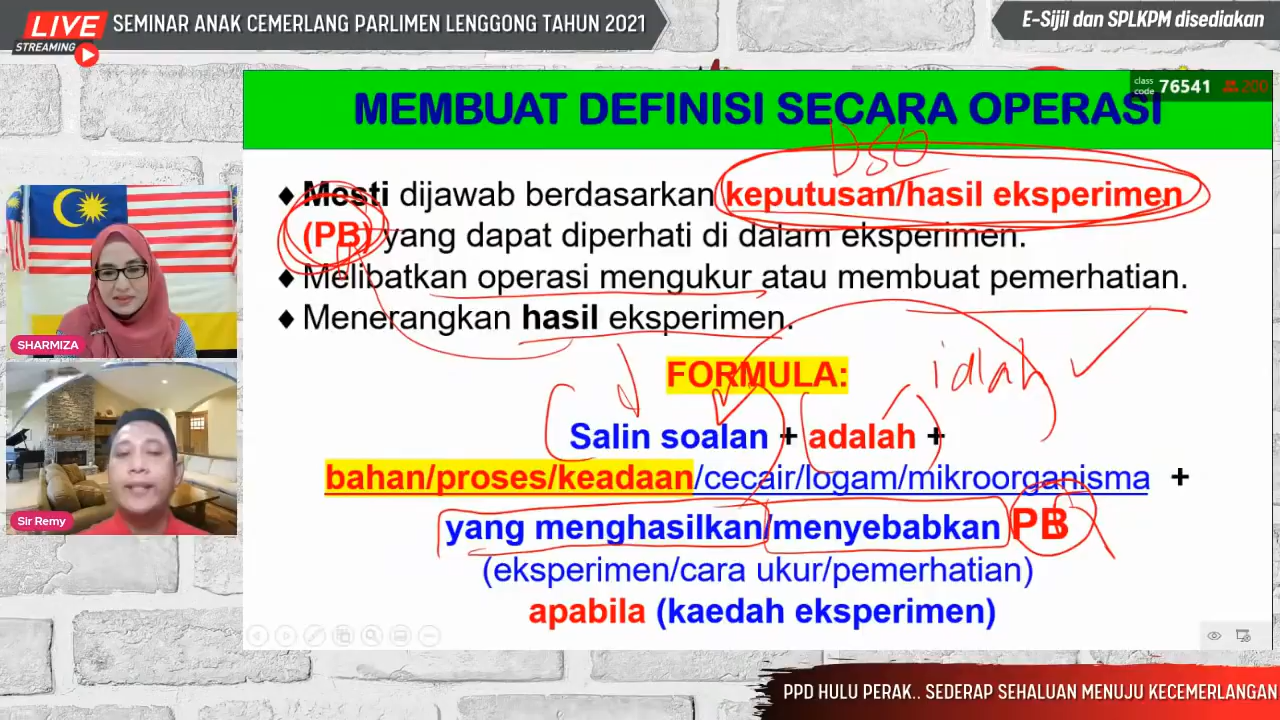 LIVE
STREAMING
SEMINAR ANAK CEMERLANG PARLIMEN LENGGONG TAHUN 2021
E-Sijil dan SPLKPM disediakan
class code 76541 200
MEMBUAT DEFINISI SECARA OPERASI
DSO
♦Mesti dijawab berdasarkan keputusan/hasil eksperimen
(PB) yang dapat diperhati di dalam eksperimen.
♦Melibatkan operasi mengukur atau membuat pemerhatian.
♦Menerangkan hasil eksperimen.
FORMULA:
idlah
Salin soalan + adalah +
bahan/proses/keadaan/cecair/logam/mikroorganisma +
yang menghasilkan/menyebabkan PB
(eksperimen/cara ukur/pemerhatian)
apabila (kaedah eksperimen)
SHARMIZA
Sir Remy
PPD HULU PERAK.. SEDERAP SEHALUAN MENUJU KECEMERLANGAN